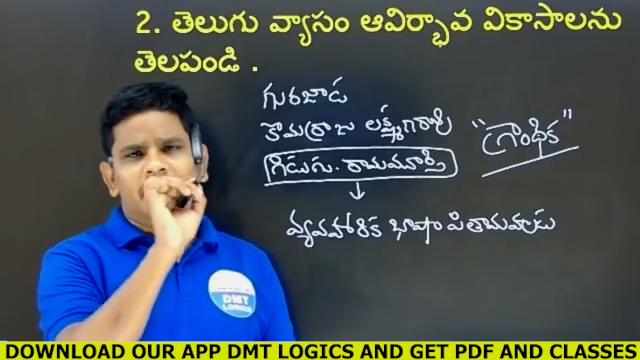 2. తెలుగు వ్యాసం ఆవిర్భావ వికాసాలను
తెలపండి .
గురజాడ
కొమర్రాజు లక్ష్మణరావు
గిడుగు. రామమూర్తి
"గ్రాంథిక"
వ్యవహారిక భాషా పితామహుడు
DMT
LOGICS
DOWNLOAD OUR APP DMT LOGICS AND GET PDF AND CLASSES